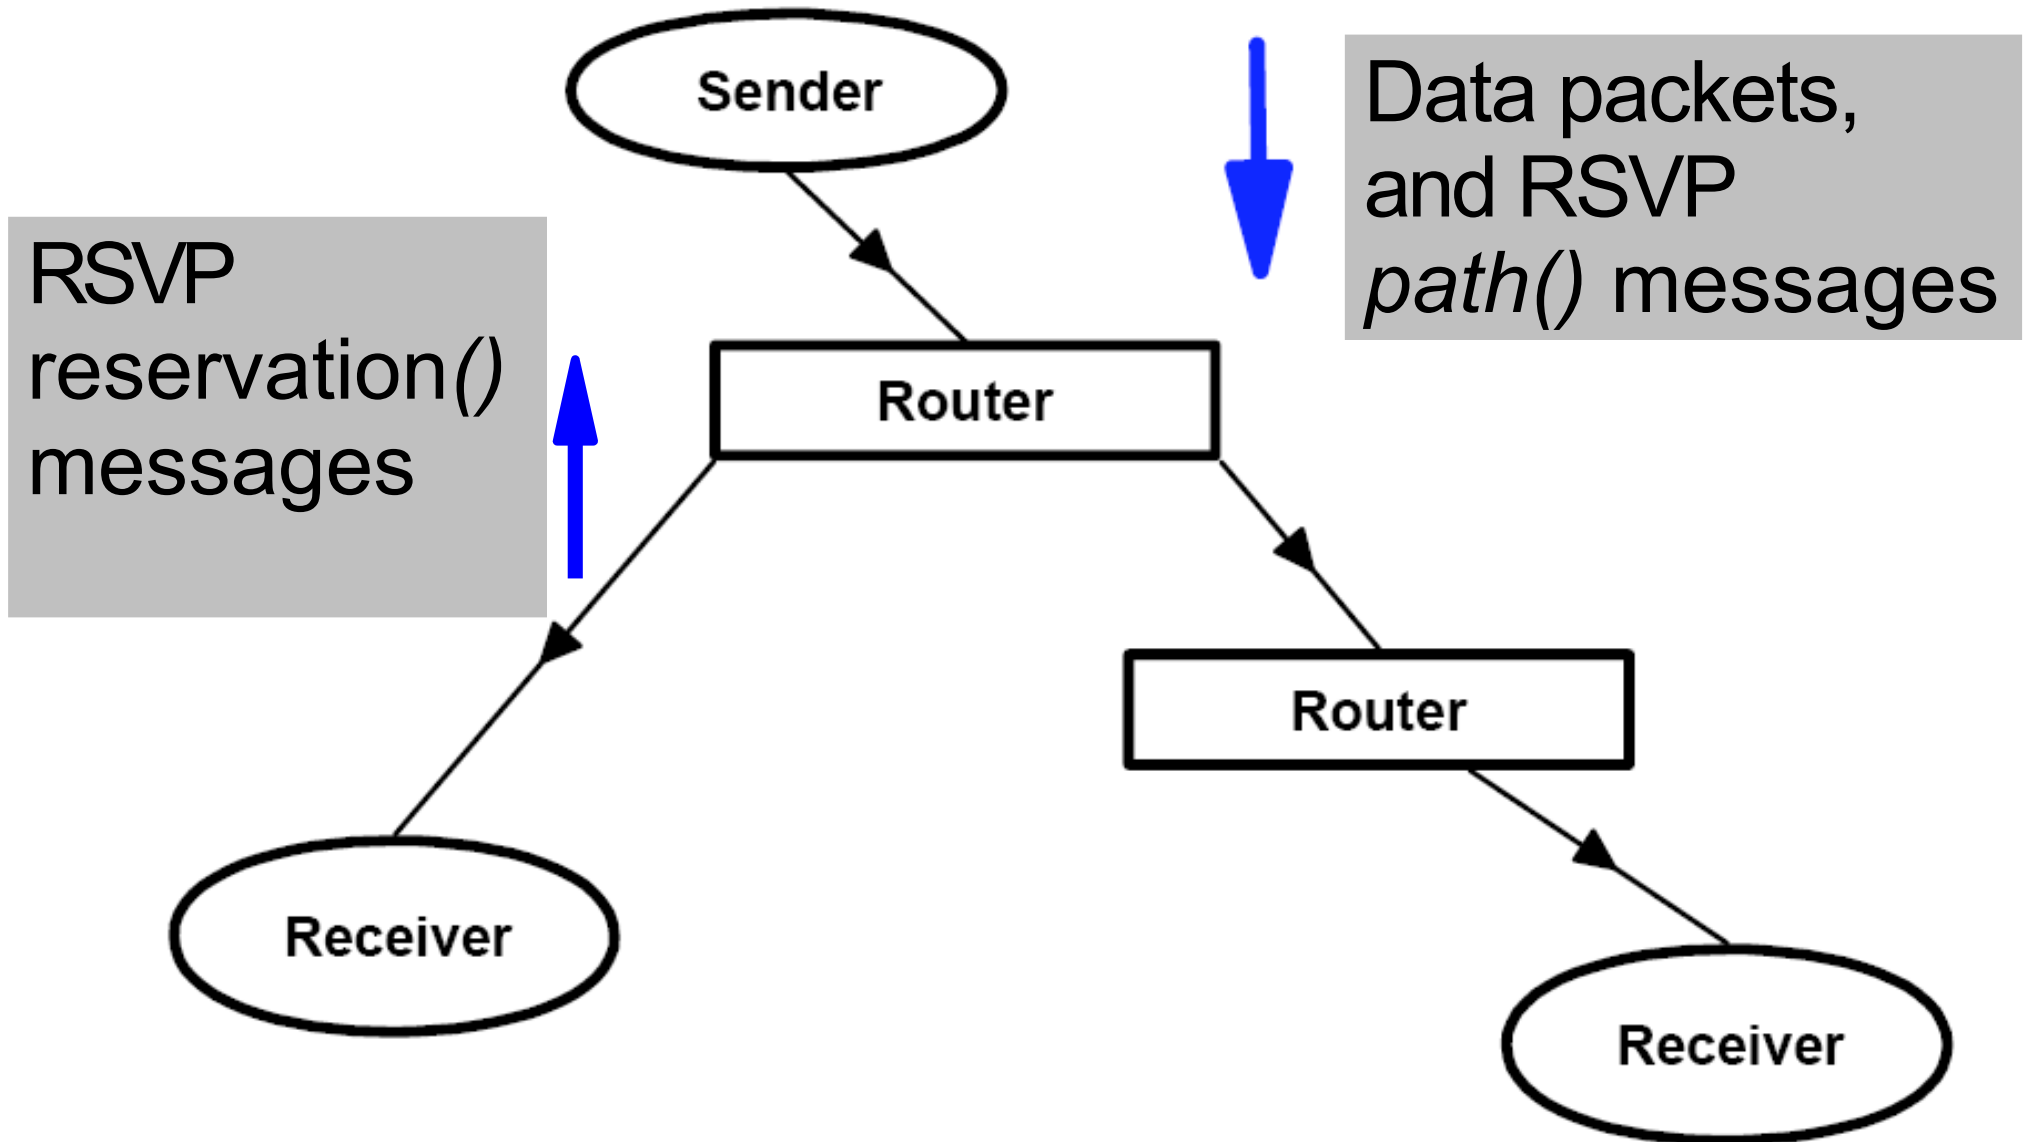 Sender
Data packets,
and RSVP
path() messages
RSVP
reservation()
messages
Router
Router
Receiver
Receiver